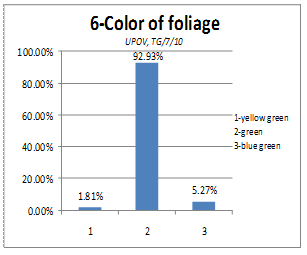 6-Color of foliage
UPOV, TG/7/10
100.00%
92.93%
80.00%
60.00%
1-yellow green
2-green
40.00%
3-blue green
20.00%
1.81%
5.27%
0.00%
1 2 3